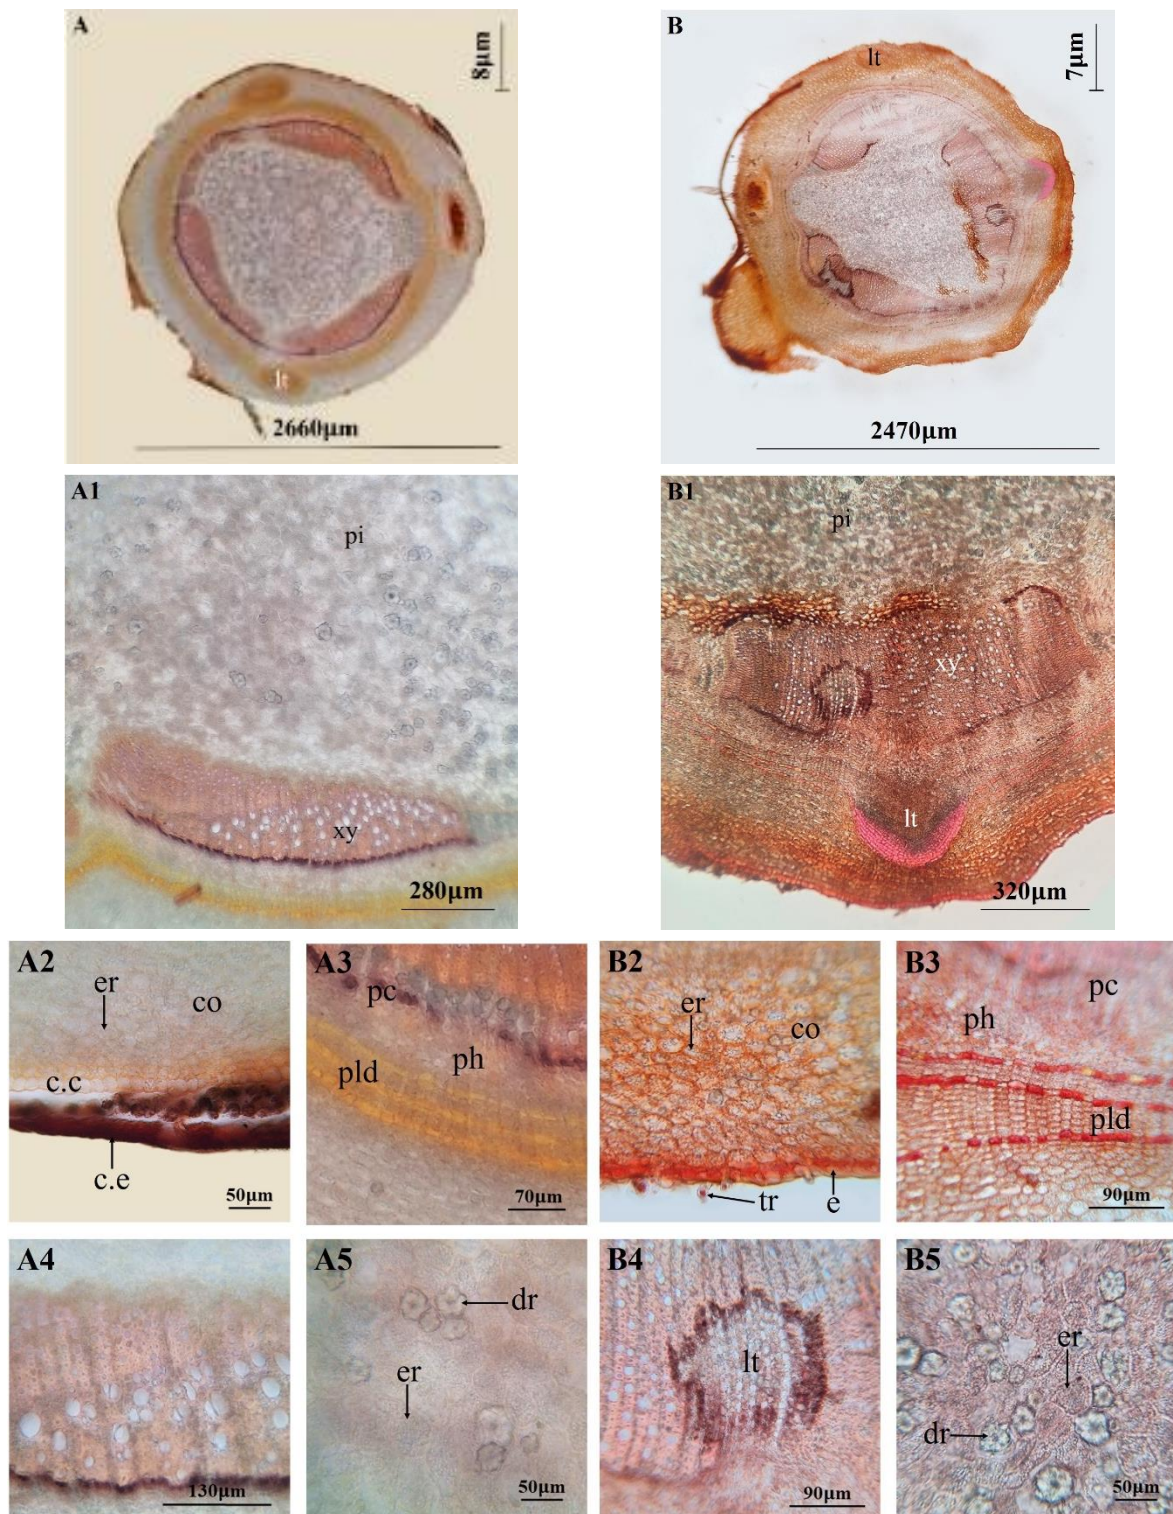 A
8μm
lt
2660μm
B
lt
7μm
2470μm
A1
pi
xy
280μm
B1
pi
xy
lt
320μm
A2
er
co
c.c
c.e
50μm
A3
pc
ph
pld
70μm
B2
er
co
tr
e
50μm
B3
pc
ph
pld
90μm
A4
130μm
A5
dr
er
50μm
B4
lt
90μm
B5
er
dr
50μm